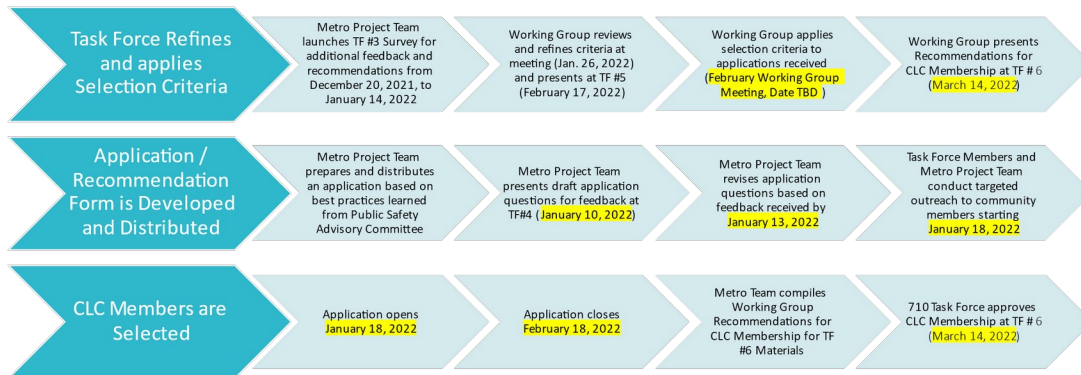 Task Force Refines
and applies
Selection Criteria
Metro Project Team
launches TF #3 Survey for
additional feedback and
recommendations from
December 20, 2021, to
January 14, 2022
Working Group reviews
and refines criteria at
meeting (Jan. 26, 2022)
and presents at TF #5
(February 17, 2022)
Working Group applies
selection criteria to
applications received
(February Working Group
Meeting, Date TBD )
Working Group presents
Recommendations for
CLC Membership at TF # 6
(March 14, 2022)
Application /
Recommendation
Form is Developed
and Distributed
Metro Project Team
prepares and distributes
an application based on
best practices learned
from Public Safety
Advisory Committee
Metro Project Team
presents draft application
questions for feedback at
TF#4 (January 10, 2022)
Metro Project Team
revises application
questions based on
feedback received by
January 13, 2022
Task Force Members and
Metro Project Team
conduct targeted
outreach to community
members starting
January 18, 2022
CLC Members are
Selected
Application opens
January 18, 2022
Application closes
February 18, 2022
Metro Team compiles
Working Group
Recommendations for
CLC Membership for TF
#6 Materials
710 Task Force approves
CLC Membership at TF # 6
(March 14, 2022)